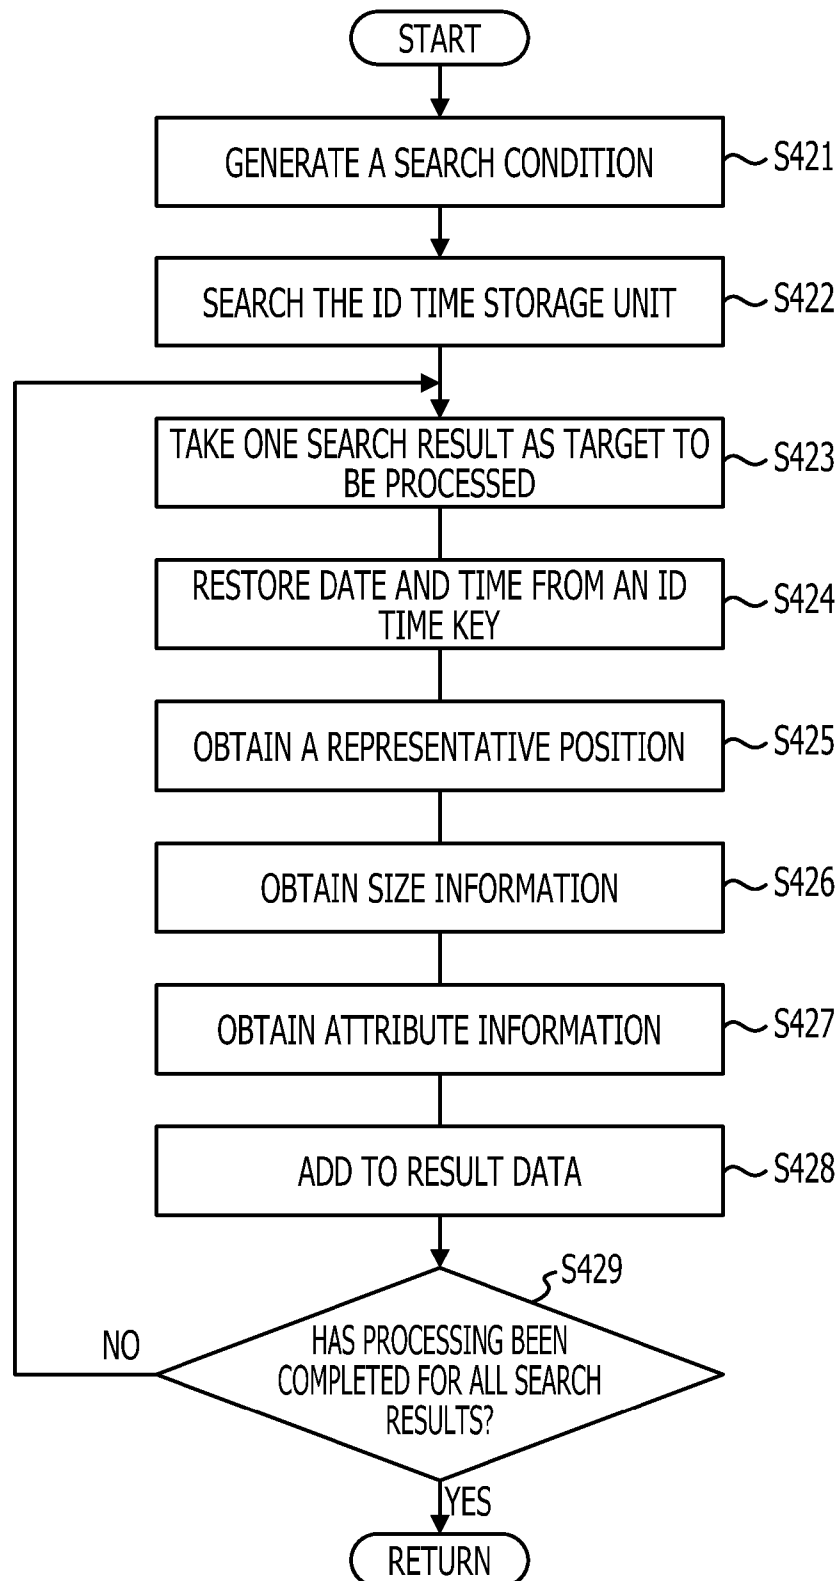 START
GENERATE A SEARCH CONDITION
S421
SEARCH THE ID TIME STORAGE UNIT
S422
TAKE ONE SEARCH RESULT AS TARGET TO
BE PROCESSED
S423
RESTORE DATE AND TIME FROM AN ID
TIME KEY
S424
OBTAIN A REPRESENTATIVE POSITION
S425
OBTAIN SIZE INFORMATION
S426
OBTAIN ATTRIBUTE INFORMATION
S427
ADD TO RESULT DATA
S428
S429
NO
HAS PROCESSING BEEN
COMPLETED FOR ALL SEARCH
RESULTS?
YES
RETURN